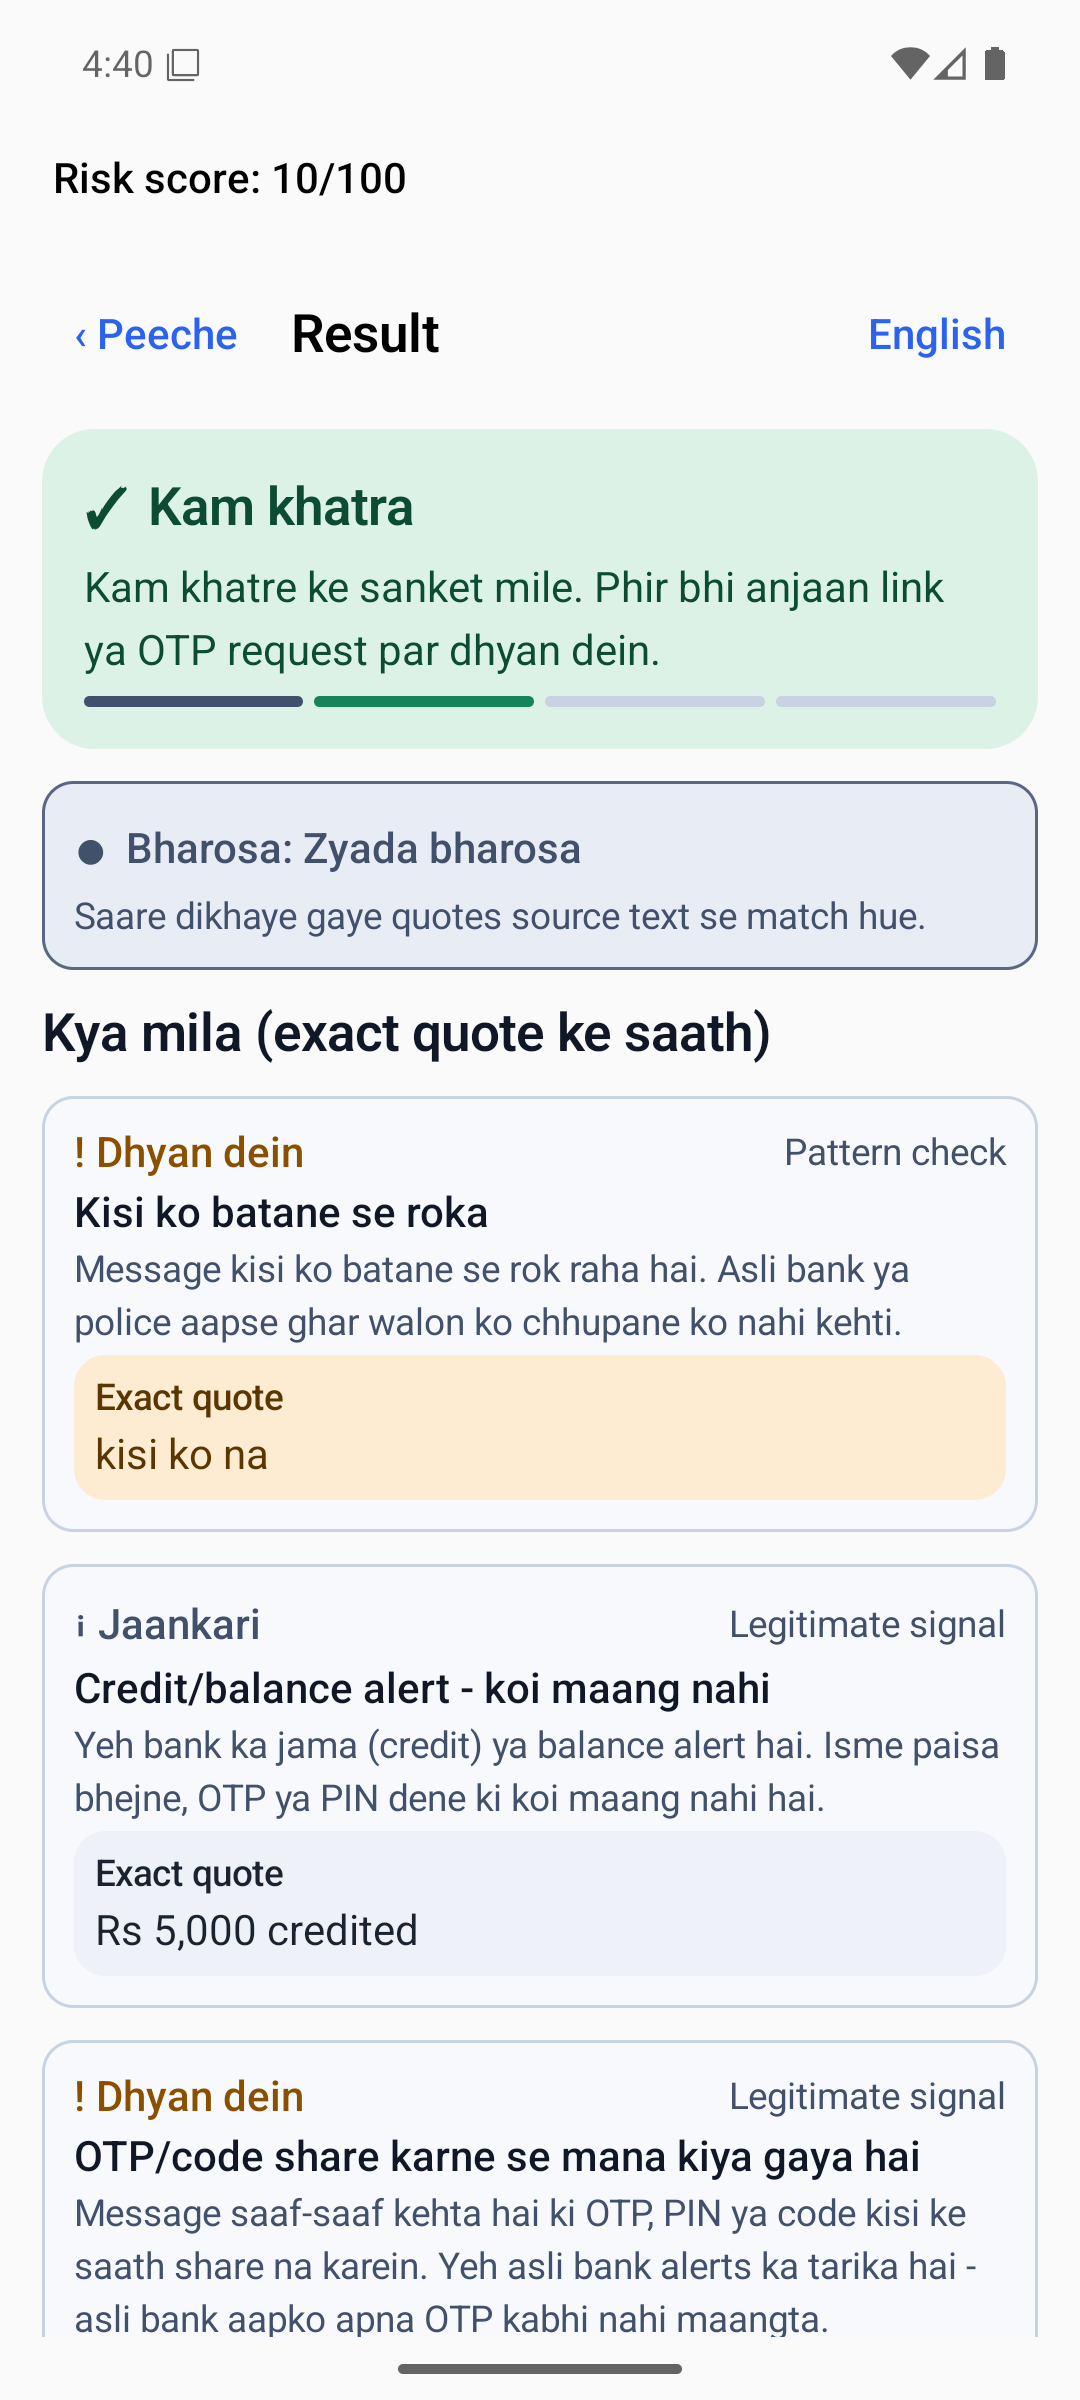 4:40
Risk score: 10/100
‹ Peeche
Result
English
✓ Kam khatra
Kam khatre ke sanket mile. Phir bhi anjaan link
ya OTP request par dhyan dein.
● Bharosa: Zyada bharosa
Saare dikhaye gaye quotes source text se match hue.
Kya mila (exact quote ke saath)
! Dhyan dein
Pattern check
Kisi ko batane se roka
Message kisi ko batane se rok raha hai. Asli bank ya
police aapse ghar walon ko chhupane ko nahi kehti.
Exact quote
kisi ko na
i Jaankari
Legitimate signal
Credit/balance alert - koi maang nahi
Yeh bank ka jama (credit) ya balance alert hai. Isme paisa
bhejne, OTP ya PIN dene ki koi maang nahi hai.
Exact quote
Rs 5,000 credited
! Dhyan dein
Legitimate signal
OTP/code share karne se mana kiya gaya hai
Message saaf-saaf kehta hai ki OTP, PIN ya code kisi ke
saath share na karein. Yeh asli bank alerts ka tarika hai -
asli bank aapko apna OTP kabhi nahi maangta.